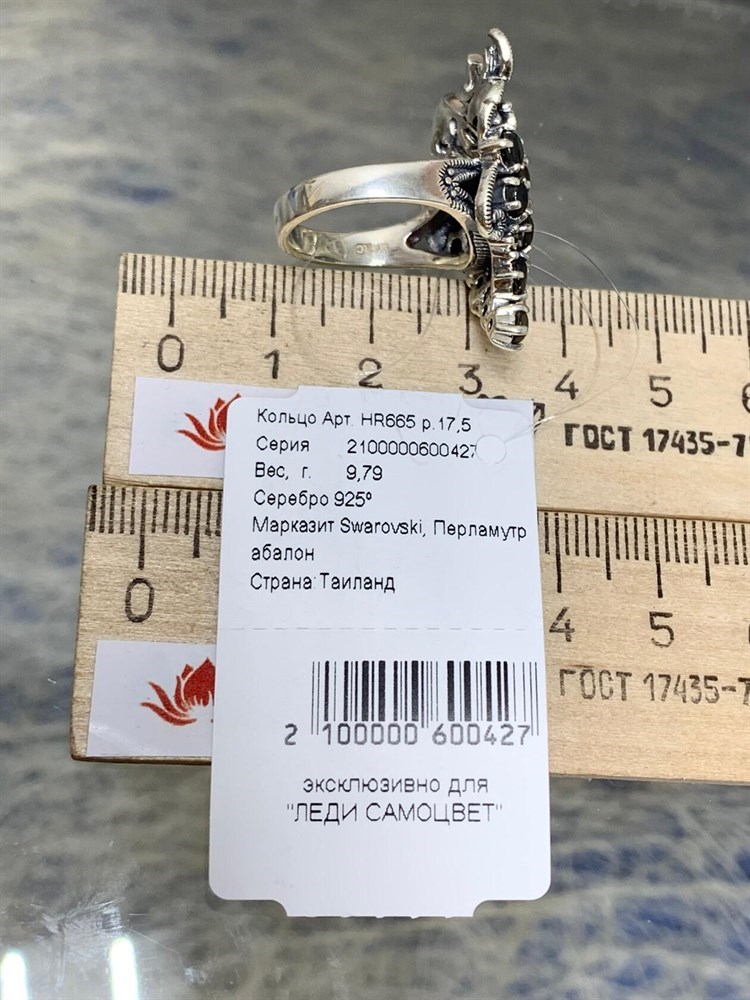 0 1 2 3 4 5 6
ГОСТ 17435-7
Кольцо Арт. HR665 р.17,5
Серия 2100000600427
Вес, г. 9,79
Серебро 925°
Марказит Swarovski, Перламутр
абалон
Страна:Таиланд
0 4 5
ГОСТ 17435-7
2 100000 600427
эксклюзивно для
"ЛЕДИ САМОЦВЕТ"